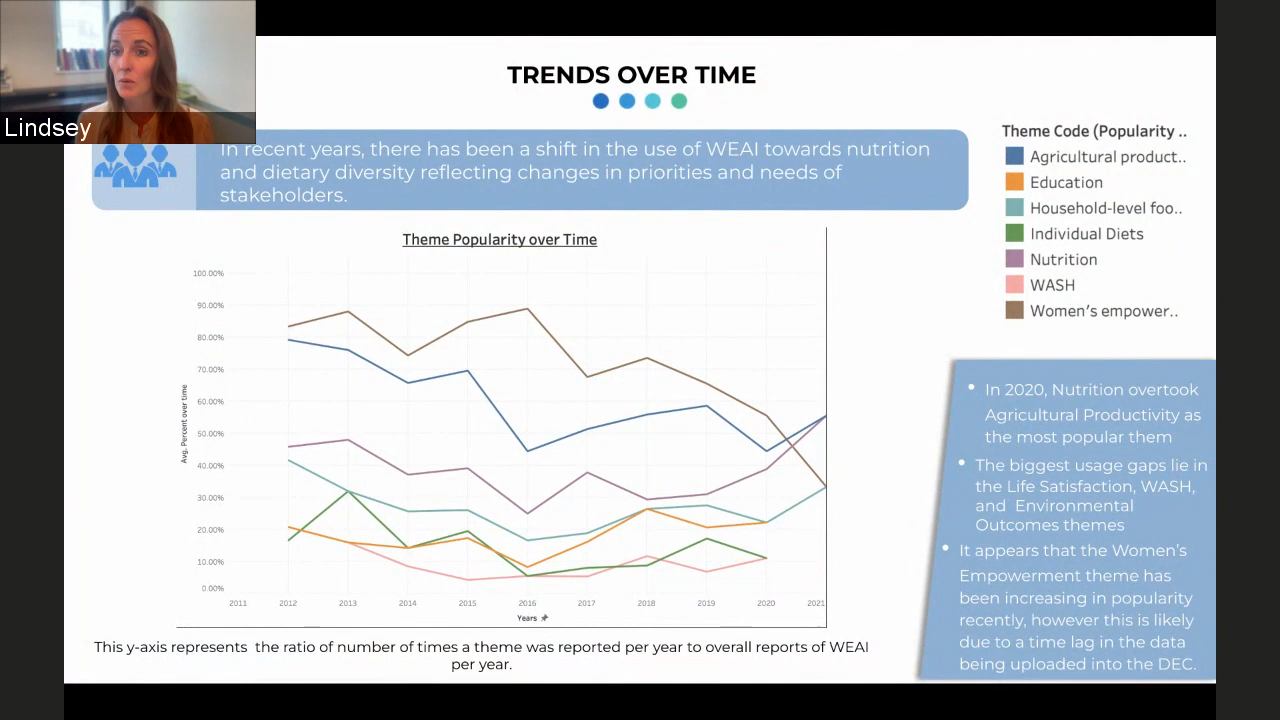 Lindsey
TRENDS OVER TIME
In recent years, there has been a shift in the use of WEAI towards nutrition
and dietary diversity reflecting changes in priorities and needs of
stakeholders.
Theme Code (Popularity ..
Agricultural product..
Education
Household-level foo..
Individual Diets
Nutrition
WASH
Women's empower..
Theme Popularity over Time
100.00%
90.00%
80.00%
70.00%
60.00%
50.00%
40.00%
30.00%
20.00%
10.00%
0.00%
Avg. Percent over time
2011 2012 2013 2014 2015 2016 2017 2018 2019 2020 2021
Years
This y-axis represents the ratio of number of times a theme was reported per year to overall reports of WEAI
per year.
• In 2020, Nutrition overtook
Agricultural Productivity as
the most popular them
• The biggest usage gaps lie in
the Life Satisfaction, WASH,
and Environmental
Outcomes themes
• It appears that the Women's
Empowerment theme has
been increasing in popularity
recently, however this is likely
due to a time lag in the data
being uploaded into the DEC.